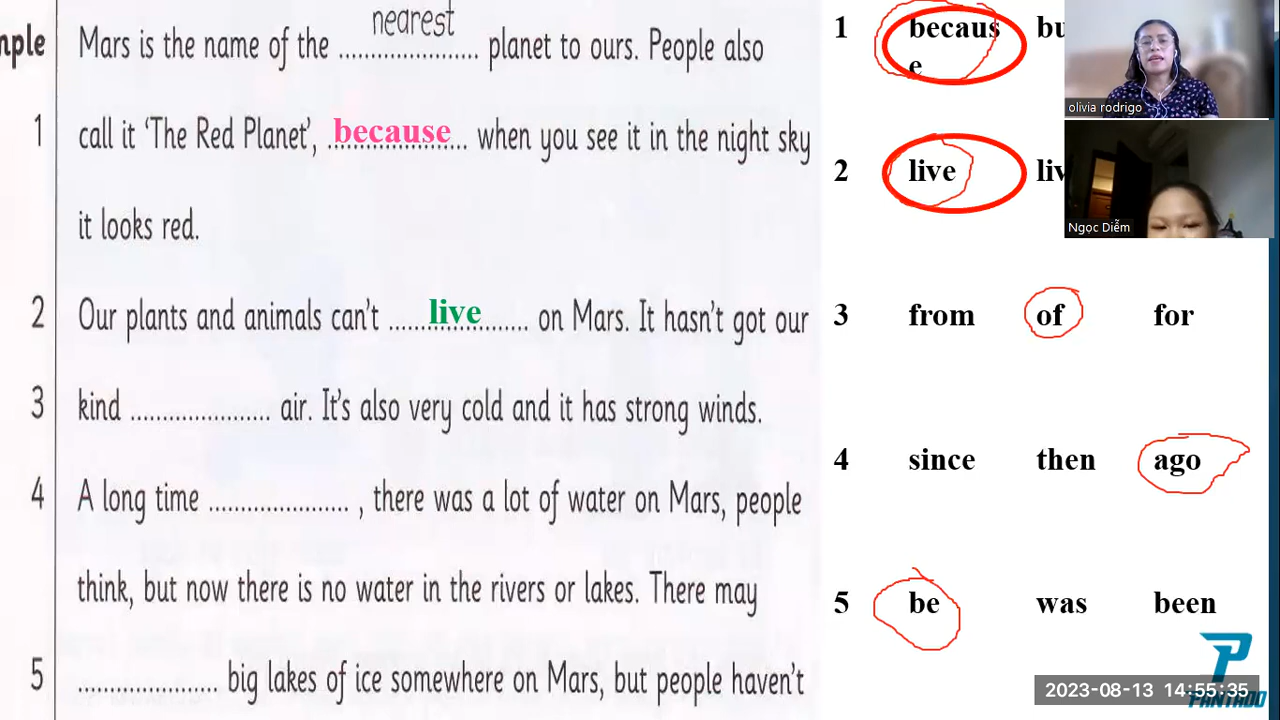 nearest
mple Mars is the name of the ........................ planet to ours. People also
1 call it 'The Red Planet', because when you see it in the night sky
it looks red.
2 Our plants and animals can't live on Mars. It hasn't got our
3 kind ........................ air. It's also very cold and it has strong winds.
4 A long time ........................ , there was a lot of water on Mars, people
think, but now there is no water in the rivers or lakes. There may
5 ........................ big lakes of ice somewhere on Mars, but people haven't
1 because bu
2 live liv
3 from of for
4 since then ago
5 be was been
olivia rodrigo
Ngọc Diễm
2023-08-13 14:55:35
PANTADO